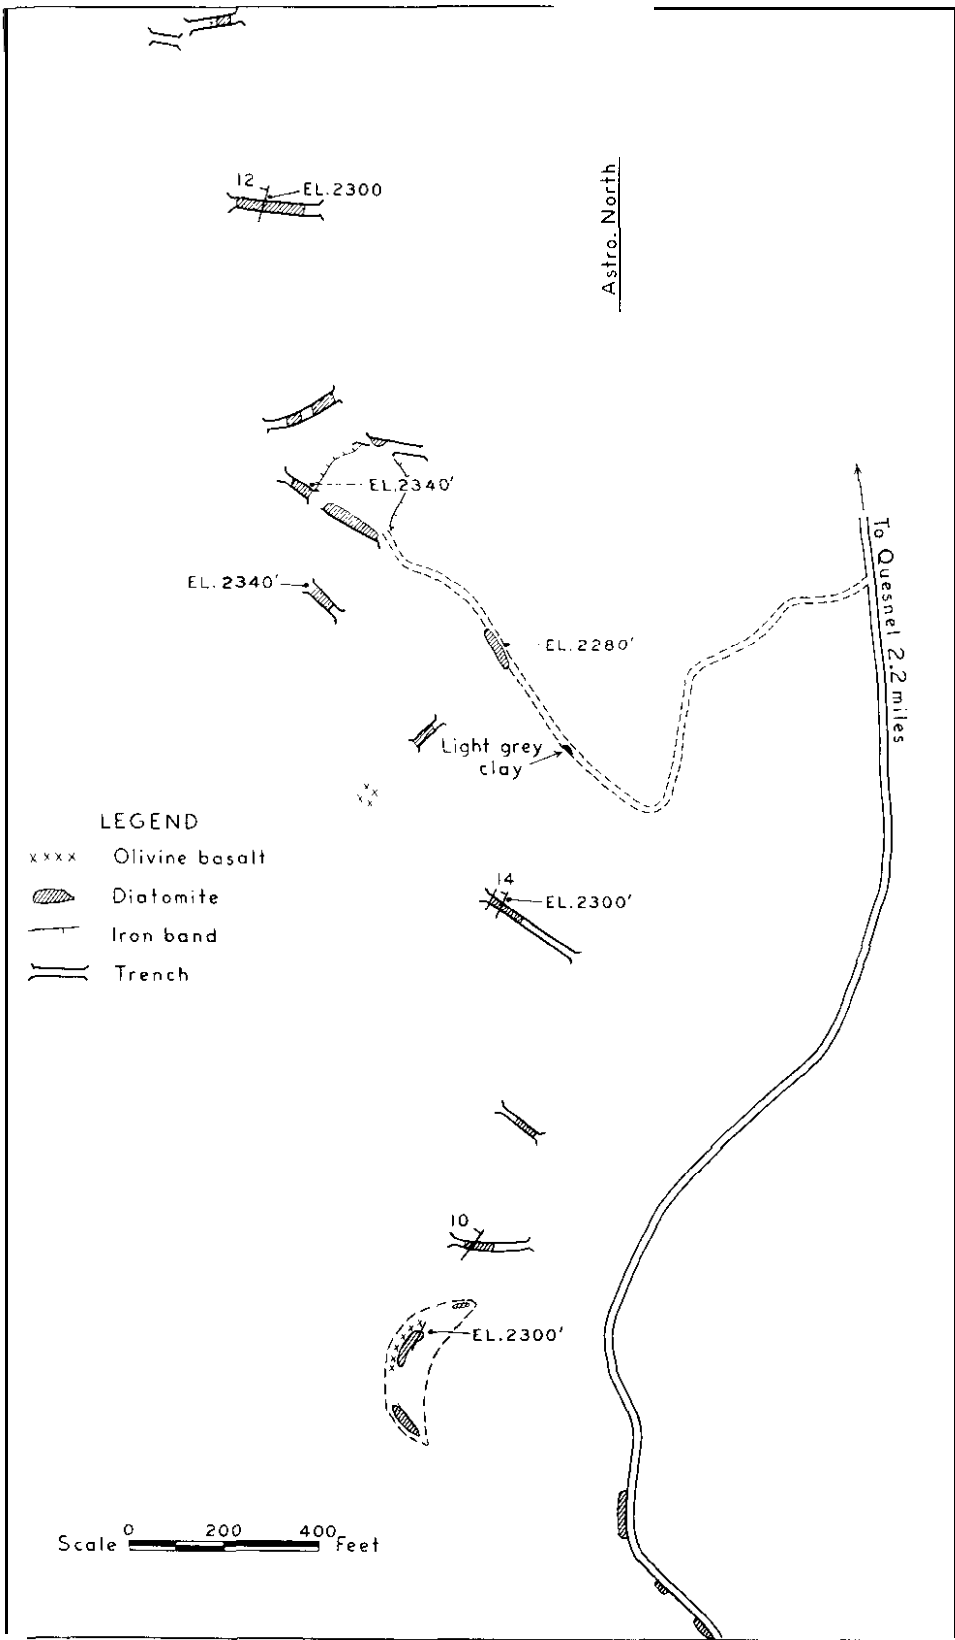 12
EL.2300
Astro. North
EL.2340'
EL.2340'
To Quesnel 2.2 miles
EL.2280'
Light grey
clay
LEGEND
xxxx Olivine basalt
Diatomite
Iron band
Trench
14
EL.2300'
10
EL.2300'
0 200 400
Scale Feet